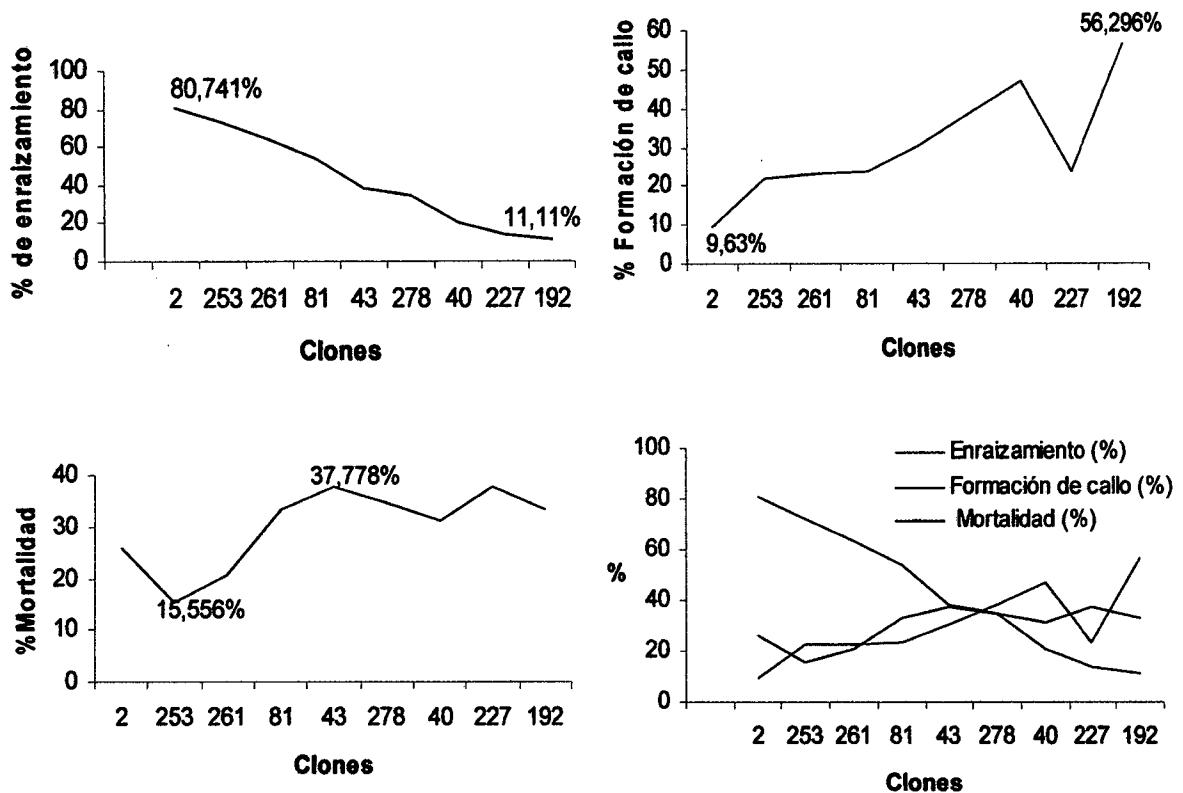 % de enraizamiento
100
80
60
40
20
0
80,741%
11,11%
2 253 261 81 43 278 40 227 192
Clones
% Formación de callo
60
50
40
30
20
10
0
56,296%
9,63%
2 253 261 81 43 278 40 227 192
Clones
%Mortalidad
40
30
20
10
0
37,778%
15,556%
2 253 261 81 43 278 40 227 192
Clones
%
100
80
60
40
20
0
Enraizamiento (%)
Formación de callo (%)
Mortalidad (%)
2 253 261 81 43 278 40 227 192
Clones